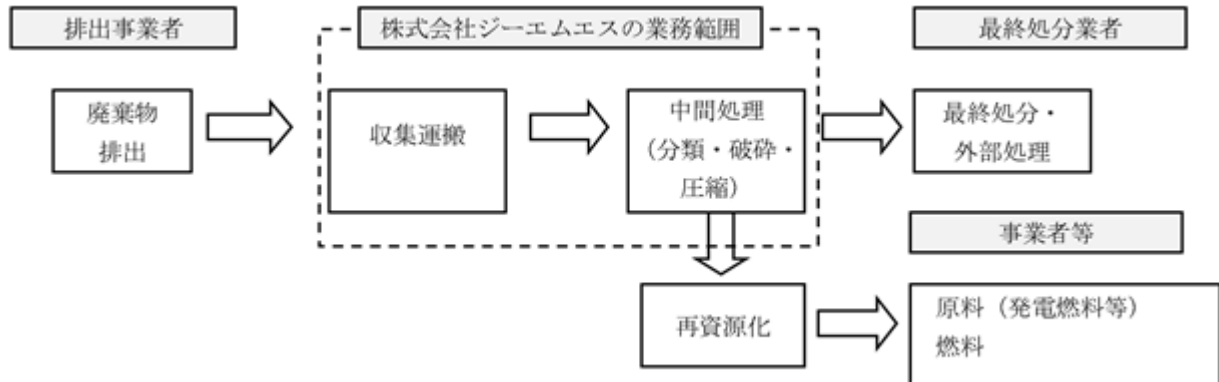 排出事業者
株式会社ジーエムエスの業務範囲
最終処分業者
廃棄物
排出
収集運搬
中間処理
（分類・破砕・
圧縮）
最終処分・
外部処理
事業者等
再資源化
原料（発電燃料等）
燃料